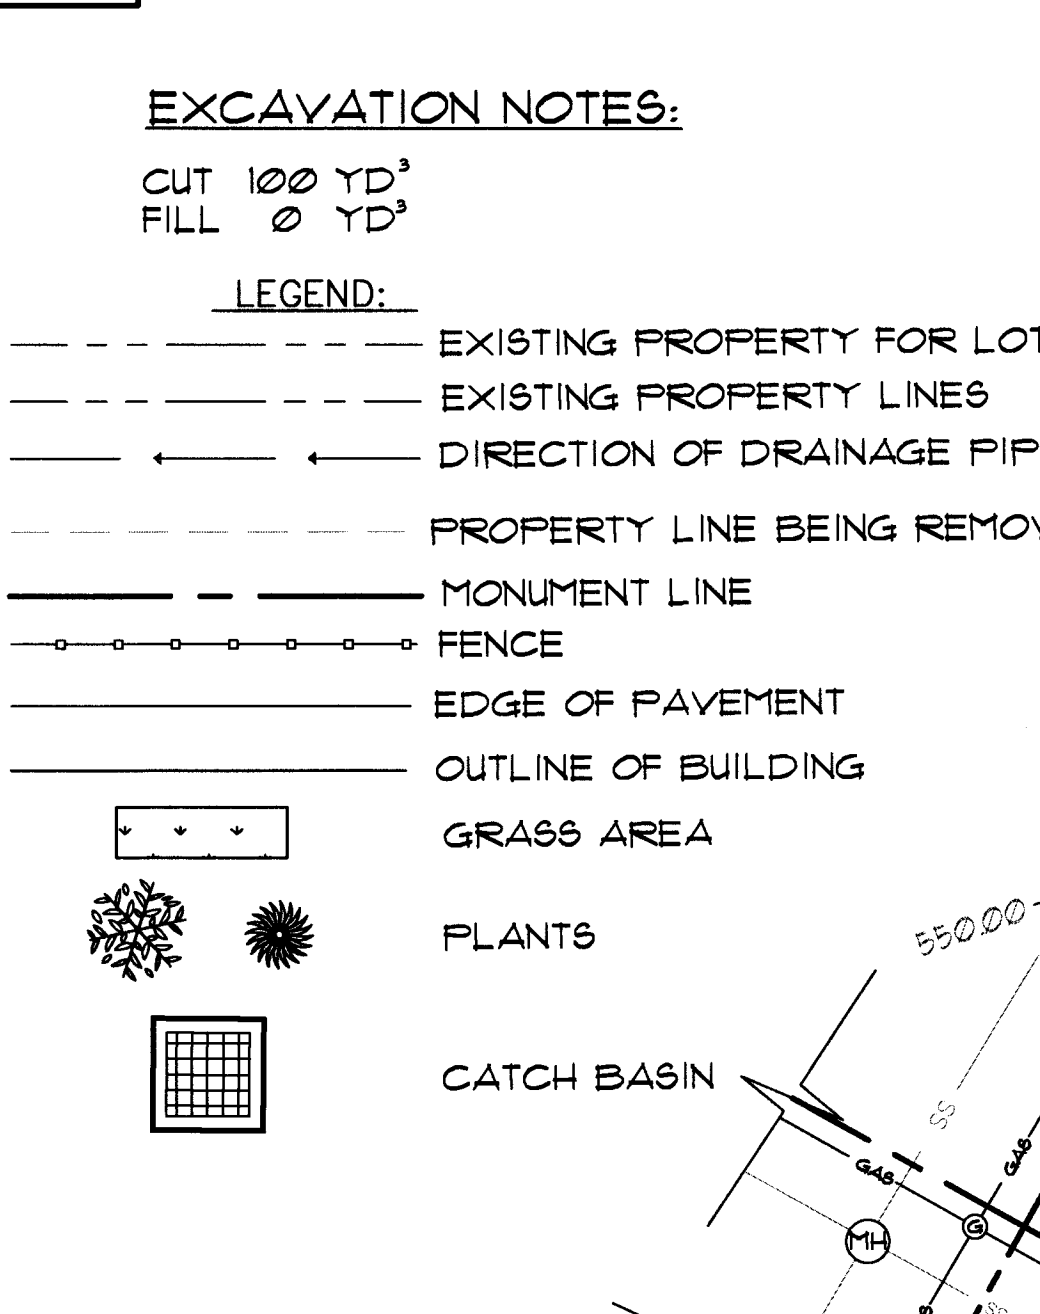 EXCAVATION NOTES:
CUT 100 YD³
FILL 0 YD³
LEGEND:
EXISTING PROPERTY FOR LOT
EXISTING PROPERTY LINES
DIRECTION OF DRAINAGE PIP
PROPERTY LINE BEING REMOV
MONUMENT LINE
FENCE
EDGE OF PAVEMENT
OUTLINE OF BUILDING
GRASS AREA
PLANTS
550.00
CATCH BASIN
SS
GAS
GAS
G
MH
SS